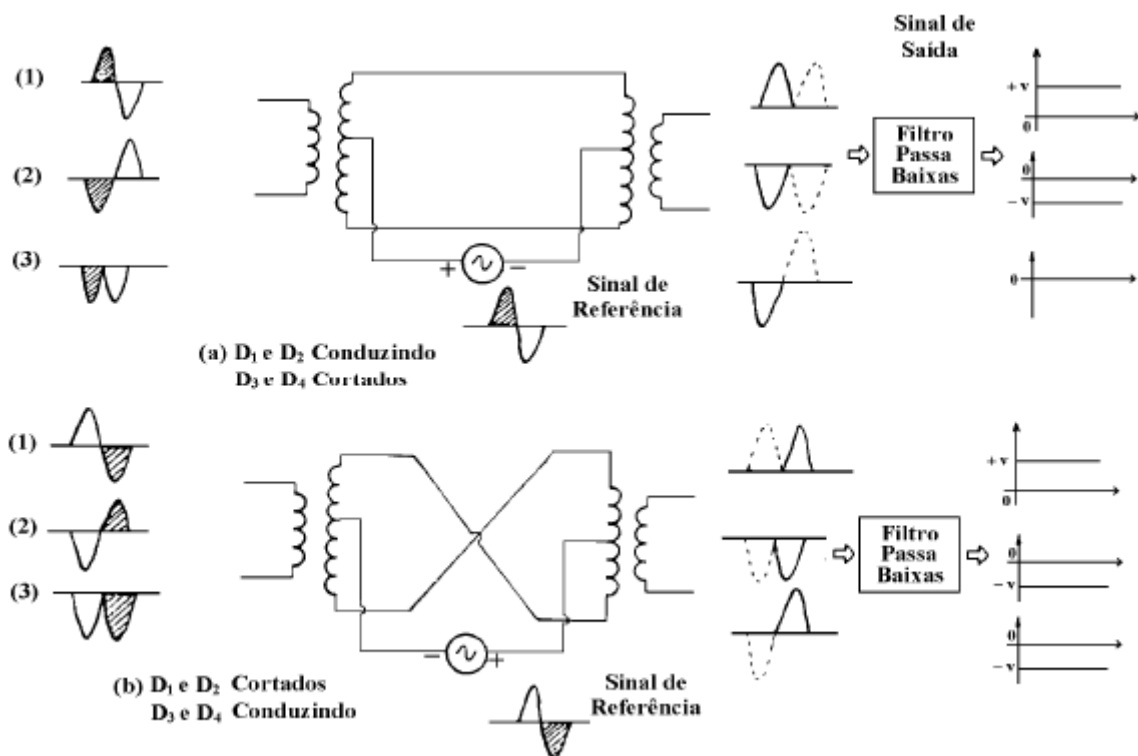 Sinal de
Saída
(1)
+ v
0
Filtro
Passa
Baixas
(2)
0
– v
(3)
0
+ –
Sinal de
Referência
(a) D1 e D2 Conduzindo
D3 e D4 Cortados
(1)
+ v
0
(2)
Filtro
Passa
Baixas
0
– v
(3)
0
– v
– +
(b) D1 e D2 Cortados
D3 e D4 Conduzindo
Sinal de
Referência